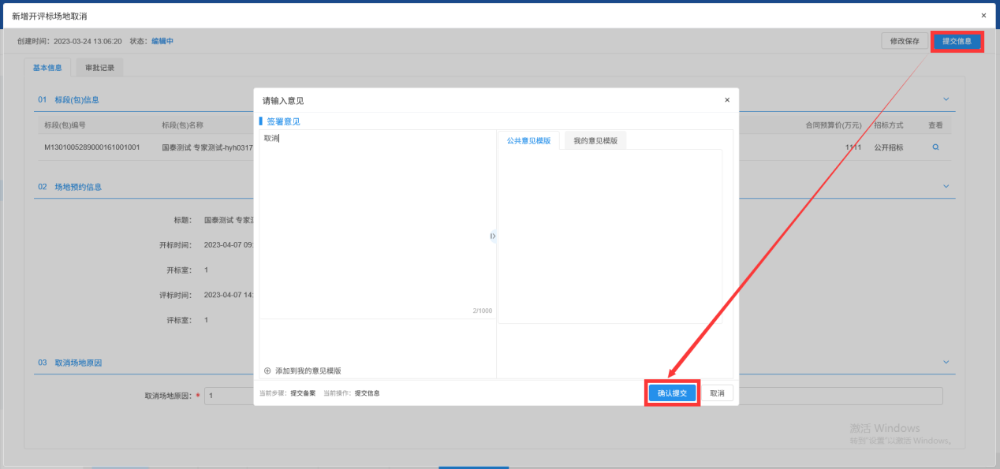 新增开评标场地取消 ×
创建时间：2023-03-24 13:06:20 状态：编辑中 修改保存 提交信息
基本信息 审批记录
01 标段(包)信息
标段(包)编号 标段(包)名称 合同预算价(万元) 招标方式 查看
M1301005289000161001001 国泰测试 专家测试-hyh0317 1111 公开招标
02 场地预约信息
标题： 国泰测试 专家
开标时间： 2023-04-07 09:
开标室： 1
评标时间： 2023-04-07 14:
评标室： 1
03 取消场地原因
取消场地原因：* 1
请输入意见 ×
签署意见
取消
公共意见模版 我的意见模版
2/1000
添加到我的意见模版
当前步骤：提交备案 当前操作：提交信息 确认提交 取消
激活 Windows
转到"设置"以激活 Windows。